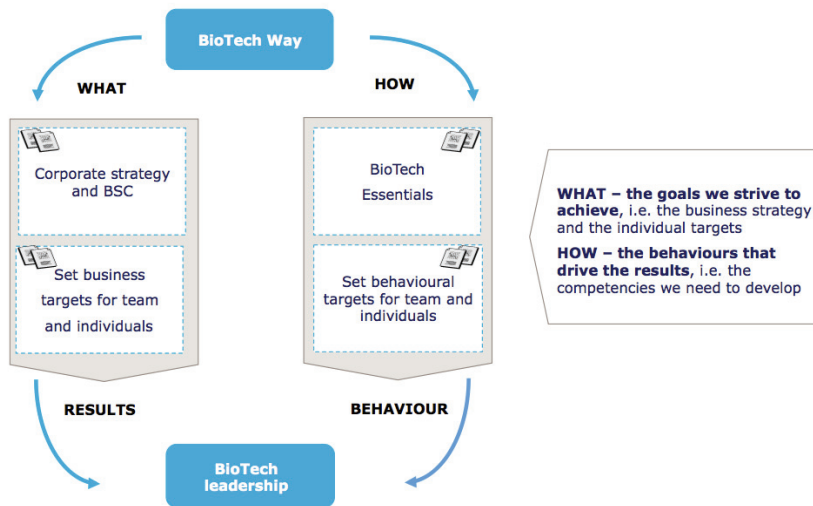 BioTech Way
WHAT
HOW
Corporate strategy
and BSC
Set business
targets for team
and individuals
BioTech
Essentials
Set behavioural
targets for team and
individuals
WHAT – the goals we strive to
achieve, i.e. the business strategy
and the individual targets
HOW – the behaviours that
drive the results, i.e. the
competencies we need to develop
RESULTS
BEHAVIOUR
BioTech
leadership